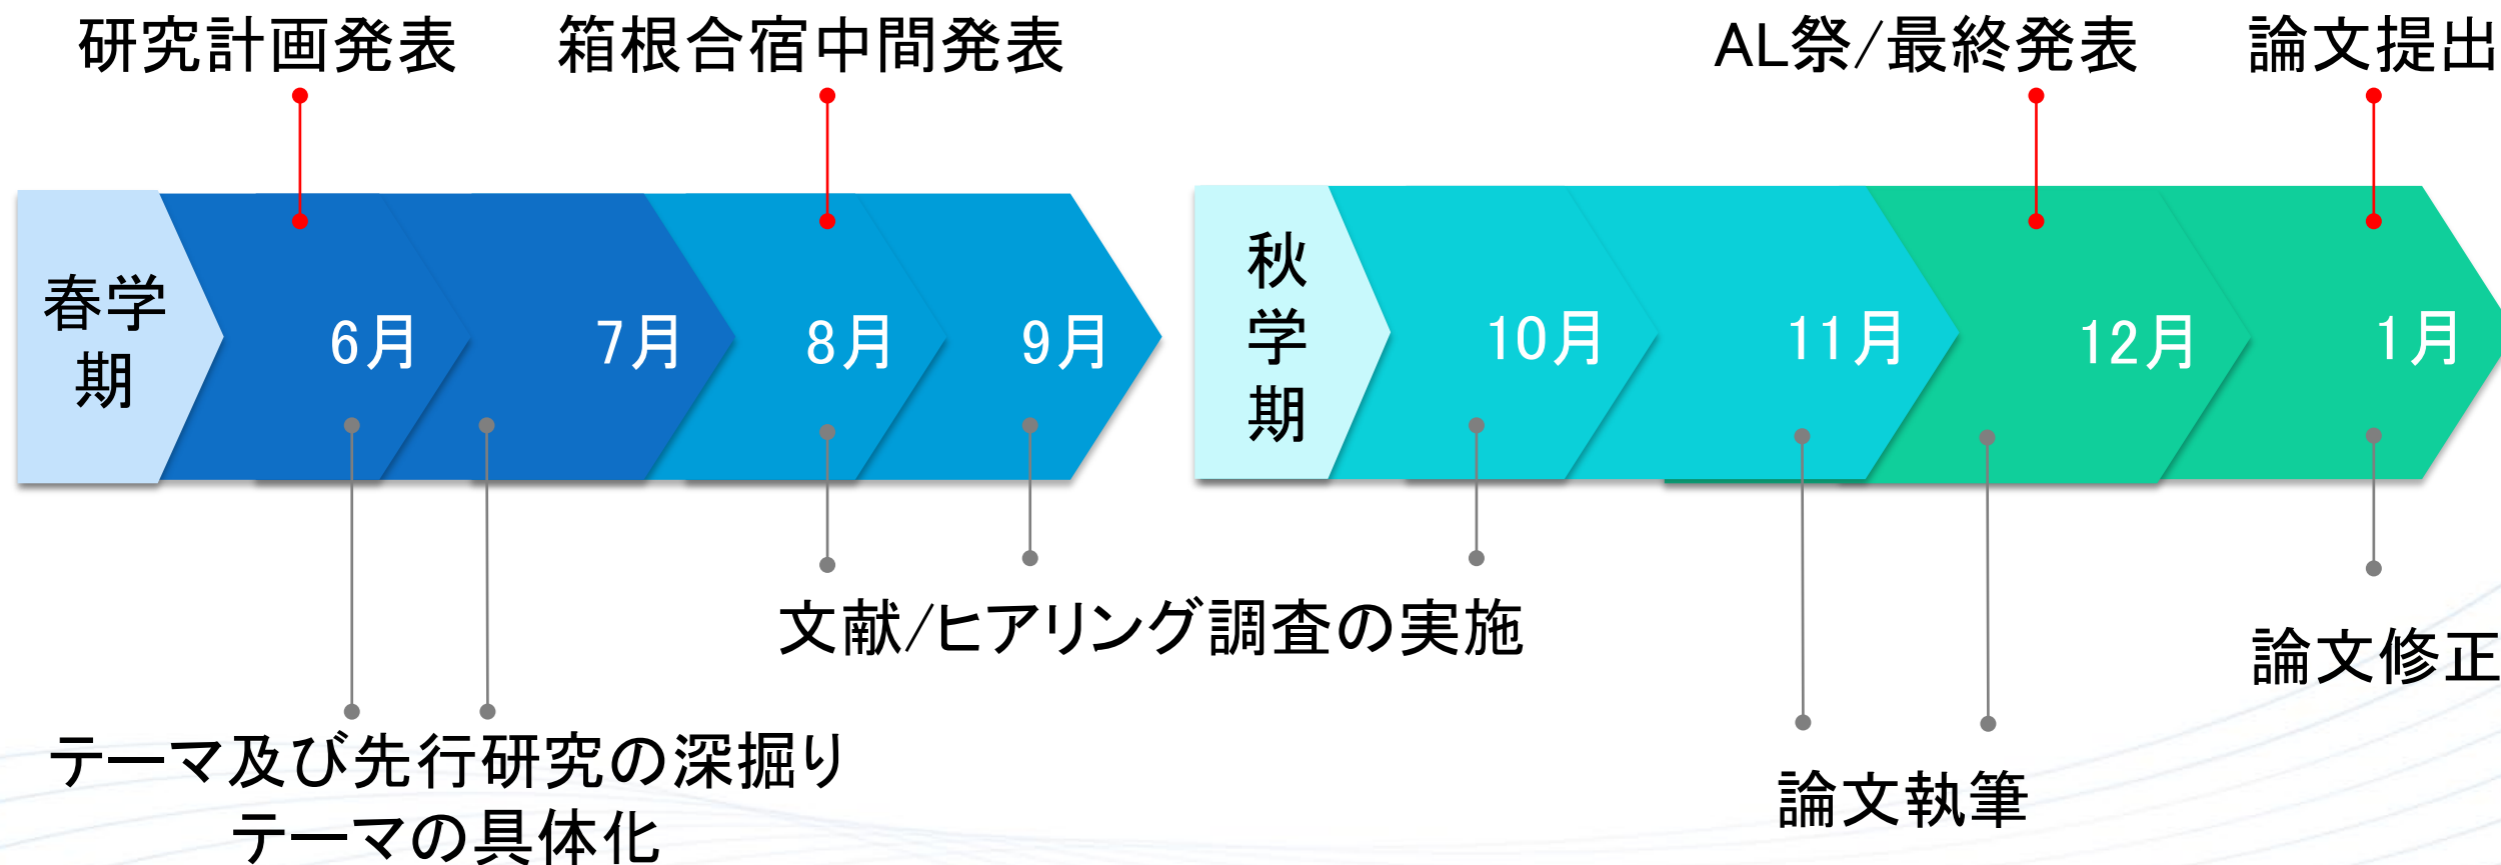 研究計画発表
箱根合宿中間発表
AL祭/最終発表
論文提出
春学
期
6月
7月
8月
9月
秋
学
期
10月
11月
12月
1月
文献/ヒアリング調査の実施
論文修正
テーマ及び先行研究の深掘り
テーマの具体化
論文執筆